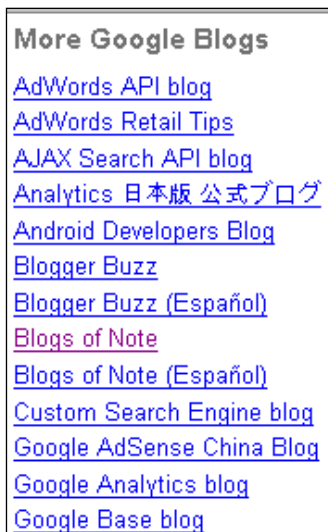 More Google Blogs
AdWords API blog
AdWords Retail Tips
AJAX Search API blog
Analytics 日本版 公式ブログ
Android Developers Blog
Blogger Buzz
Blogger Buzz (Español)
Blogs of Note
Blogs of Note (Español)
Custom Search Engine blog
Google AdSense China Blog
Google Analytics blog
Google Base blog